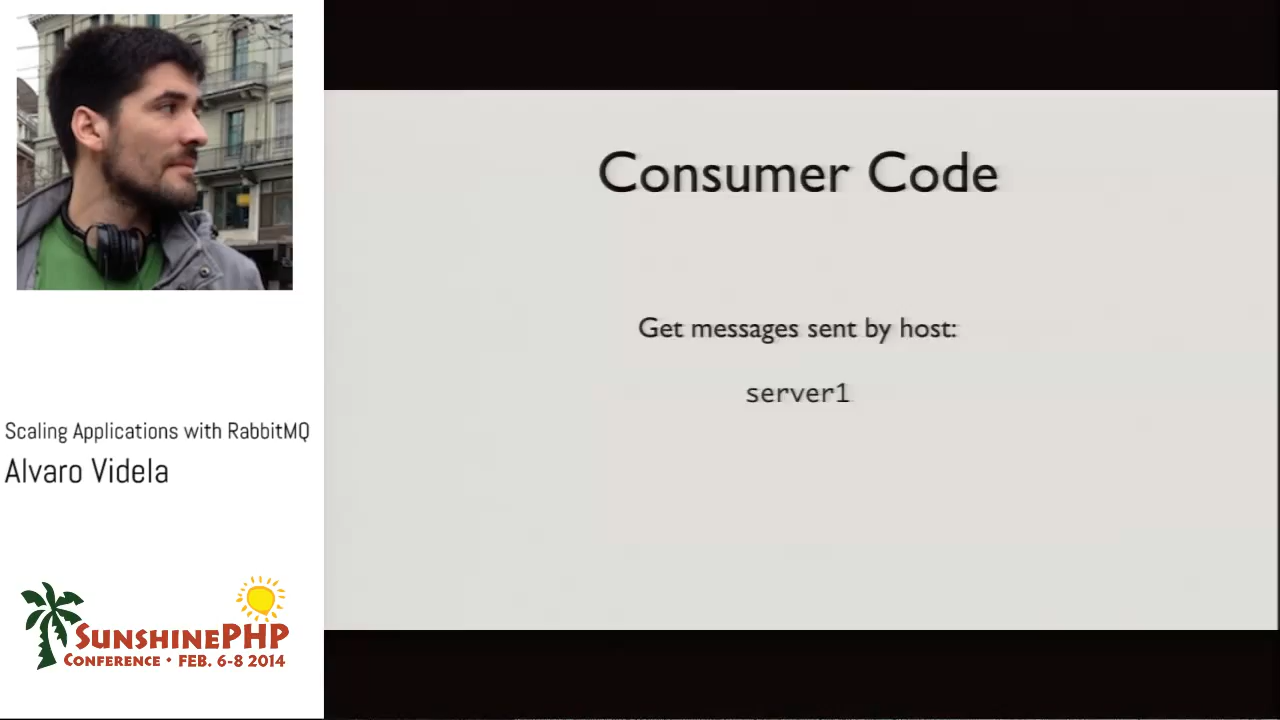 Consumer Code
Get messages sent by host:
server1
Scaling Applications with RabbitMQ
Alvaro Videla
SUNSHINEPHP
CONFERENCE • FEB. 6-8 2014